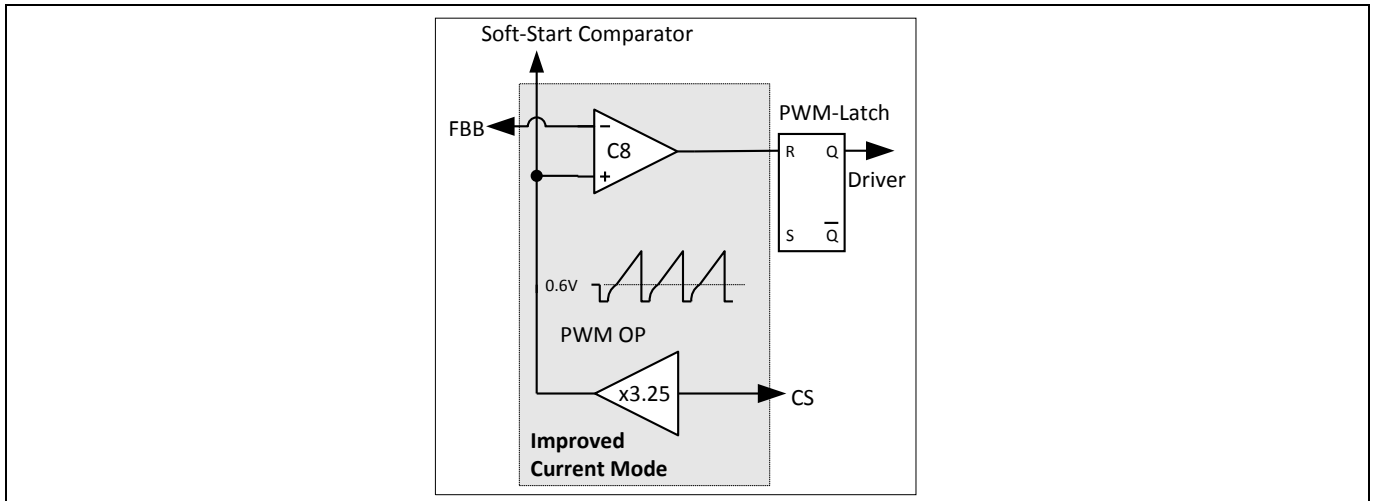 Soft-Start Comparator
FBB
−
C8
+
PWM-Latch
R Q
Driver
S Q̅
0.6V
PWM OP
x3.25
CS
Improved
Current Mode